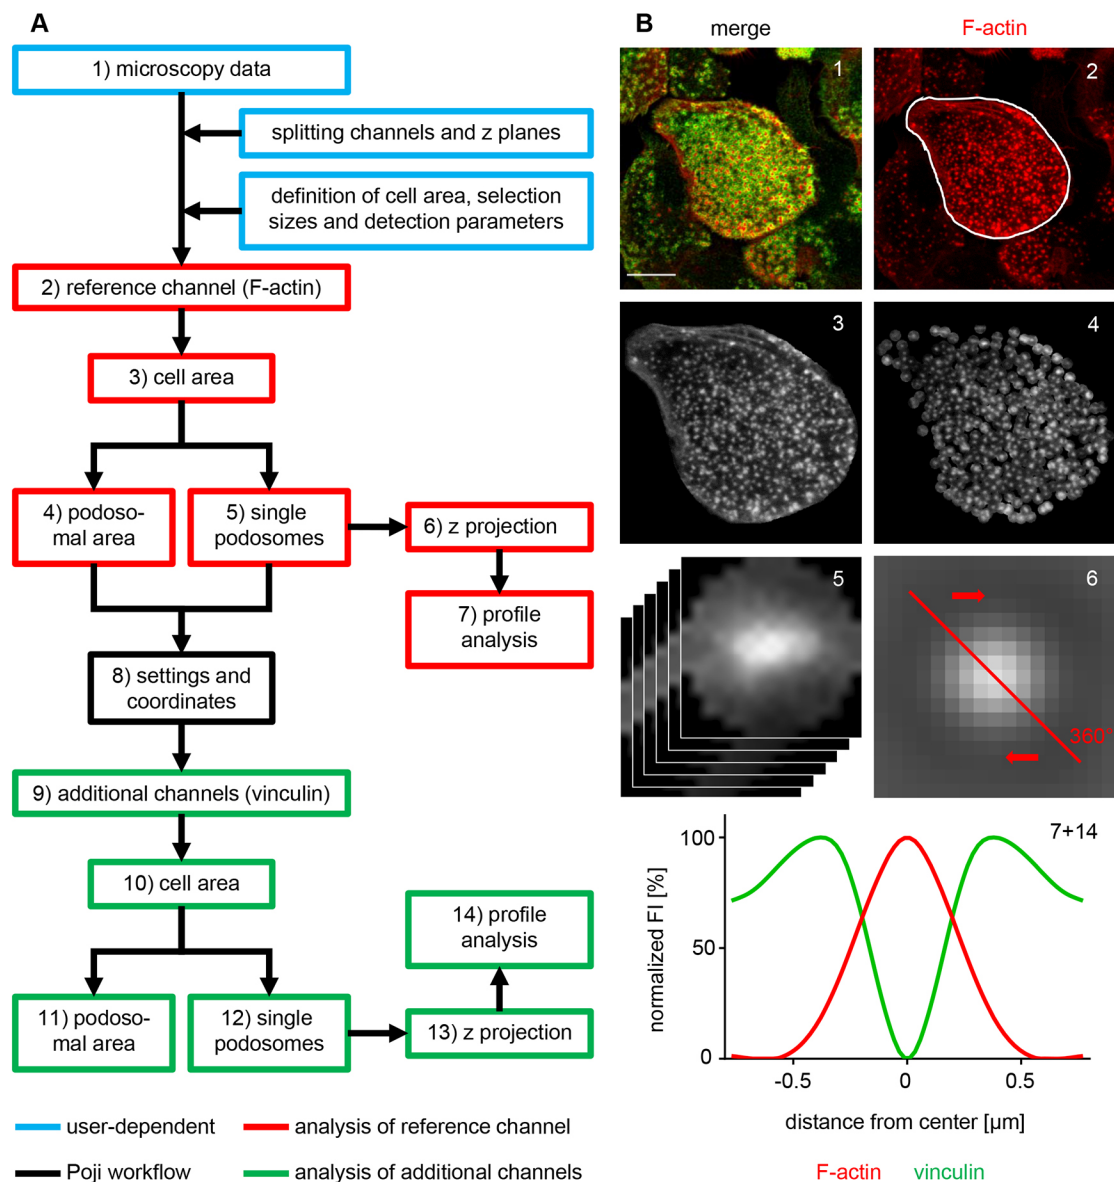 A
1) microscopy data
splitting channels and z planes
definition of cell area, selection
sizes and detection parameters
2) reference channel (F-actin)
3) cell area
4) podoso-
mal area
5) single
podosomes
6) z projection
7) profile
analysis
8) settings and
coordinates
9) additional channels (vinculin)
10) cell area
14) profile
analysis
11) podoso-
mal area
12) single
podosomes
13) z projection
user-dependent
analysis of reference channel
Poji workflow
analysis of additional channels
B
merge
F-actin
1
2
3
4
5
6
360°
7+14
normalized FI [%]
100
50
0
-0.5
0
0.5
distance from center [µm]
F-actin
vinculin